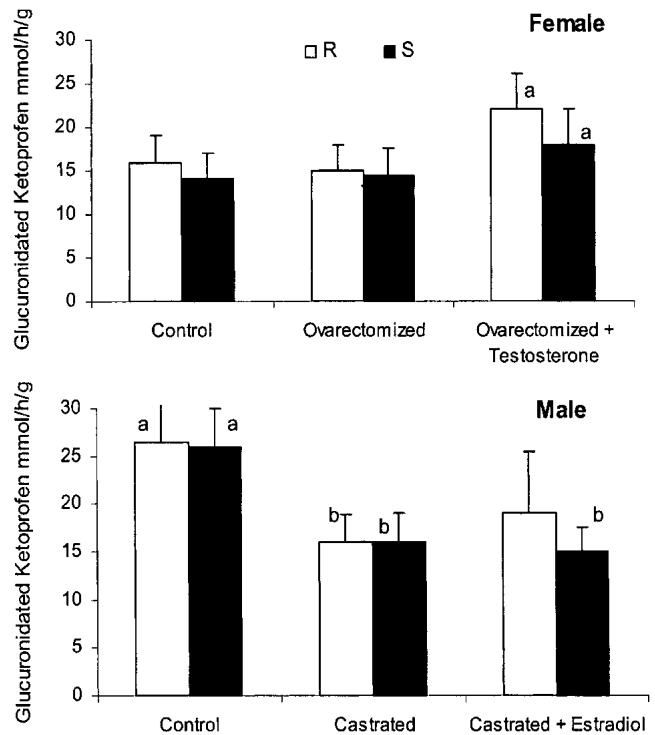 Female
R S
Glucuronidated Ketoprofen mmol/h/g
30
25
20
15
10
5
0
a
a
Control Ovarectomized Ovarectomized +
Testosterone
Male
Glucuronidated Ketoprofen mmol/h/g
30
25
20
15
10
5
0
a a
b b b
Control Castrated Castrated + Estradiol